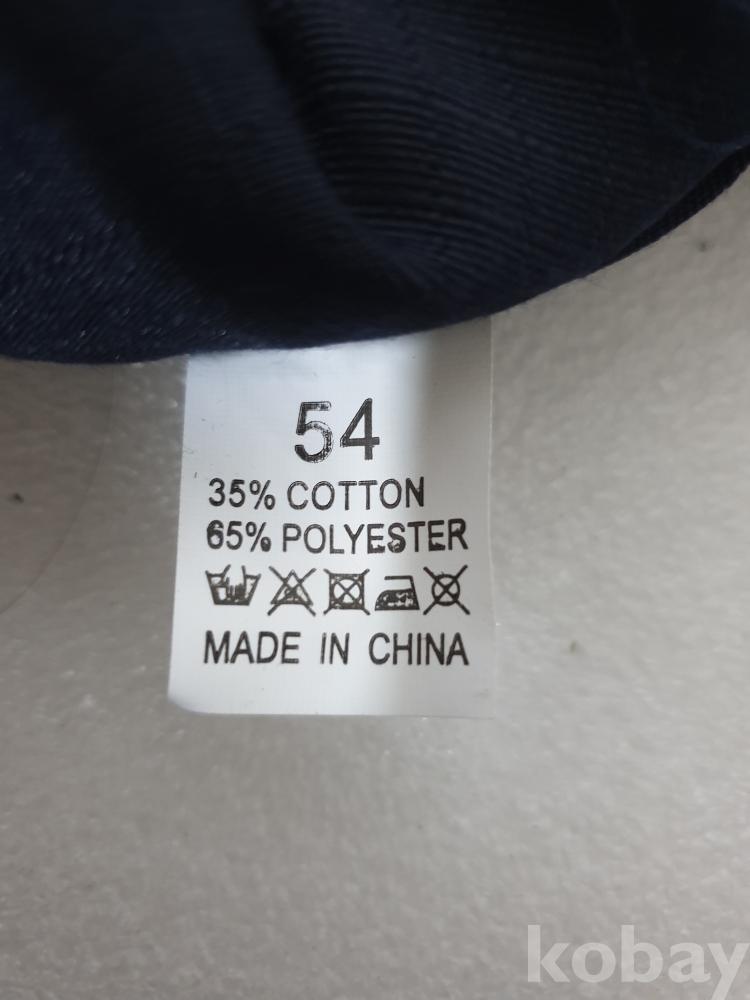 54
35% COTTON
65% POLYESTER
MADE IN CHINA
kobay